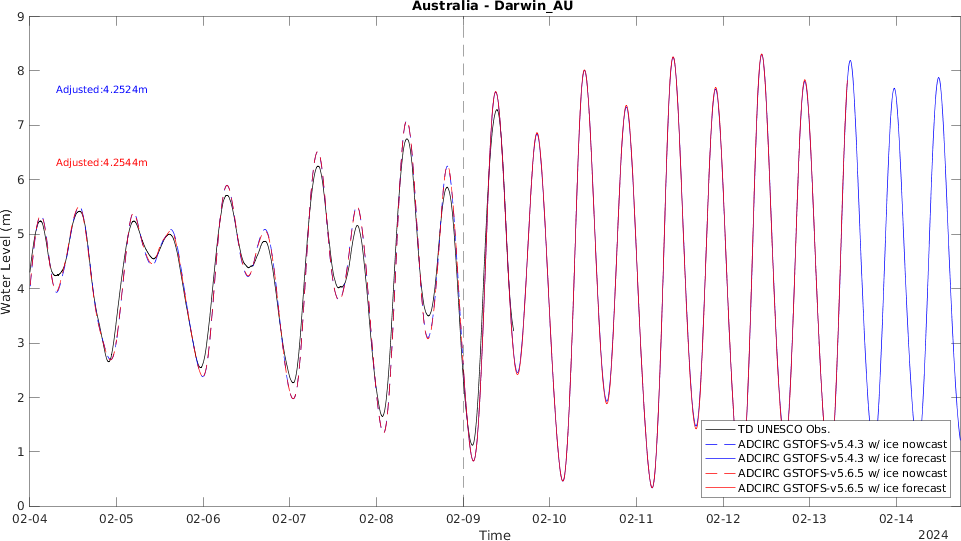 Australia - Darwin_AU
9
8
7
6
5
4
3
2
1
0
Water Level (m)
Adjusted:4.2524m
Adjusted:4.2544m
TD UNESCO Obs.
ADCIRC GSTOFS-v5.4.3 w/ ice nowcast
ADCIRC GSTOFS-v5.4.3 w/ ice forecast
ADCIRC GSTOFS-v5.6.5 w/ ice nowcast
ADCIRC GSTOFS-v5.6.5 w/ ice forecast
02-04 02-05 02-06 02-07 02-08 02-09 02-10 02-11 02-12 02-13 02-14
Time
2024